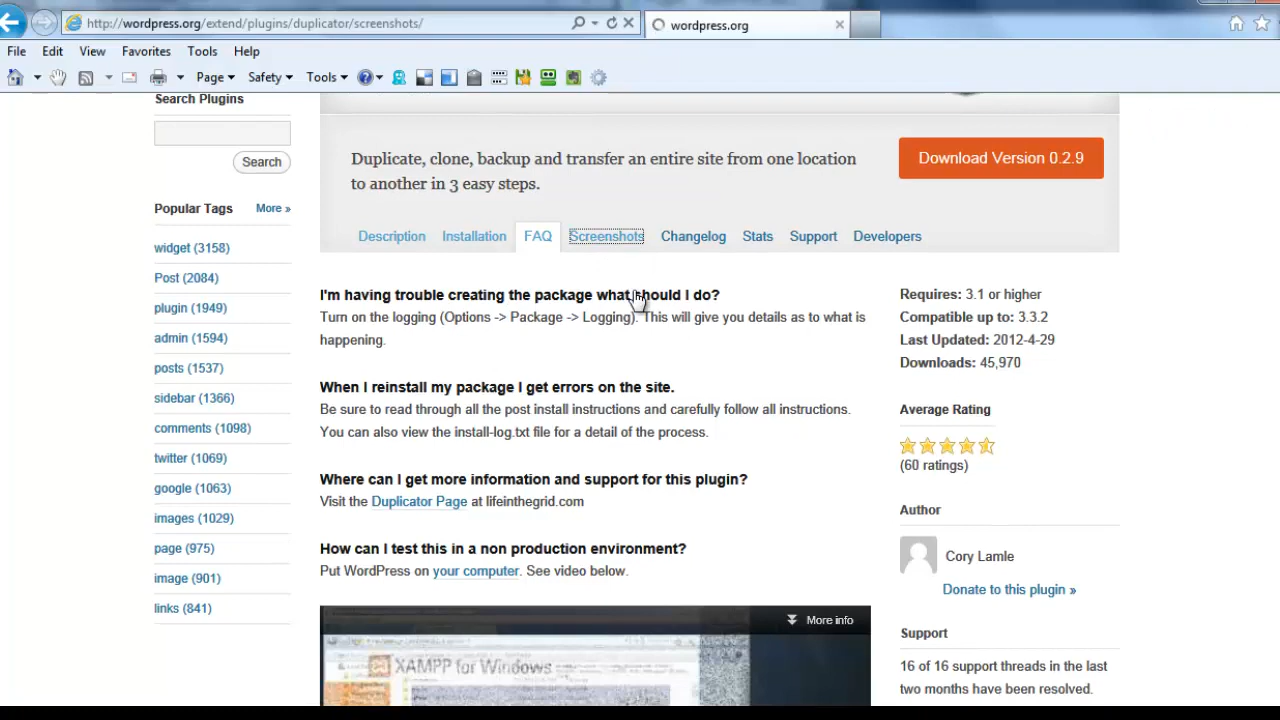 http://wordpress.org/extend/plugins/duplicator/screenshots/
wordpress.org
File Edit View Favorites Tools Help
Page Safety Tools
Search Plugins
Search
Popular Tags More »
widget (3158)
Post (2084)
plugin (1949)
admin (1594)
posts (1537)
sidebar (1366)
comments (1098)
twitter (1069)
google (1063)
images (1029)
page (975)
image (901)
links (841)
Duplicate, clone, backup and transfer an entire site from one location
to another in 3 easy steps.
Download Version 0.2.9
Description Installation FAQ Screenshots Changelog Stats Support Developers
I'm having trouble creating the package what should I do?
Turn on the logging (Options -> Package -> Logging). This will give you details as to what is
happening.
When I reinstall my package I get errors on the site.
Be sure to read through all the post install instructions and carefully follow all instructions.
You can also view the install-log.txt file for a detail of the process.
Where can I get more information and support for this plugin?
Visit the Duplicator Page at lifeinthegrid.com
How can I test this in a non production environment?
Put WordPress on your computer. See video below.
More info
XAMPP for Windows
Requires: 3.1 or higher
Compatible up to: 3.3.2
Last Updated: 2012-4-29
Downloads: 45,970
Average Rating
(60 ratings)
Author
Cory Lamle
Donate to this plugin »
Support
16 of 16 support threads in the last
two months have been resolved.